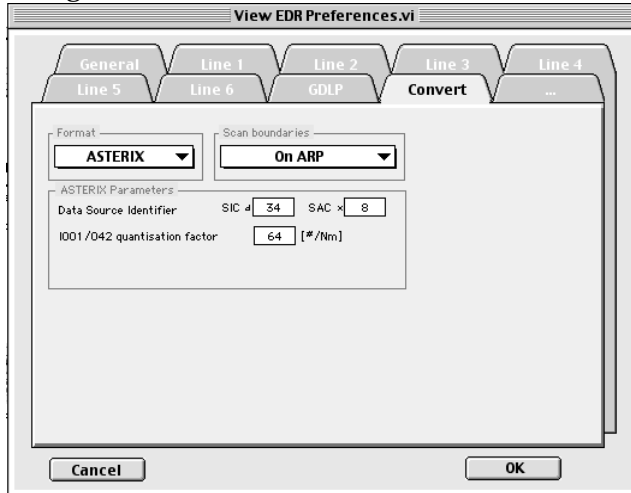 View EDR Preferences.vi
General Line 1 Line 2 Line 3 Line 4
Line 5 Line 6 GDLP Convert ...
Format Scan boundaries
ASTERIX On ARP
ASTERIX Parameters
Data Source Identifier SIC d 34 SAC x 8
I001/042 quantisation factor 64 [#/Nm]
Cancel OK